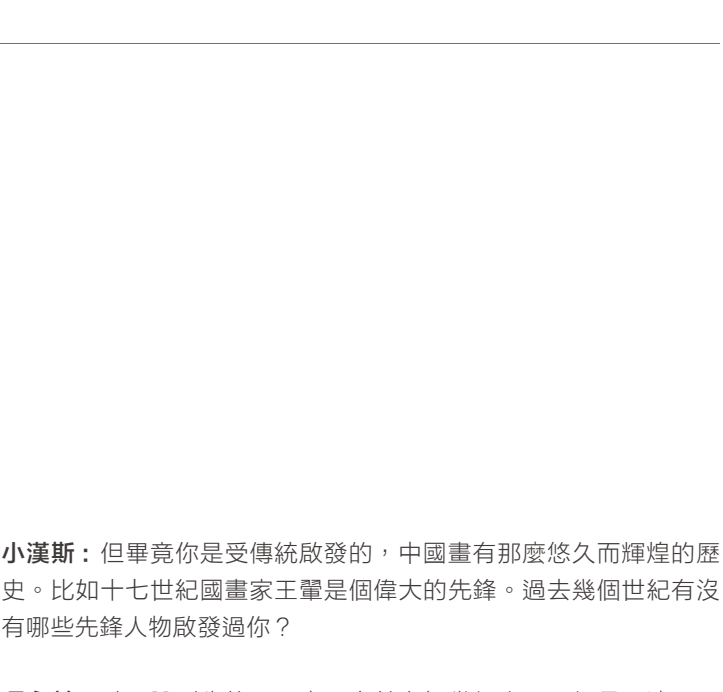 小漢斯：但畢竟你是受傳統啟發的，中國畫有那麼悠久而輝煌的歷
史。比如十七世紀國畫家王翬是個偉大的先鋒。過去幾個世紀有沒
有哪些先鋒人物啟發過你？